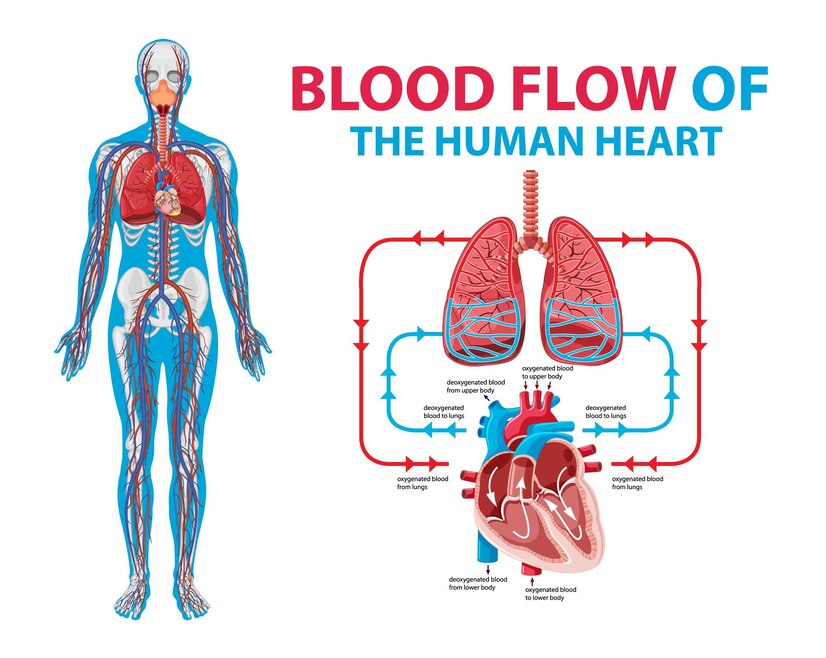 BLOOD FLOW OF
THE HUMAN HEART
oxygenated blood
to upper body
deoxygenated blood
from upper body
deoxygenated
blood to lungs
deoxygenated
blood to lungs
oxygenated blood
from lungs
oxygenated blood
from lungs
deoxygenated blood
from lower body
oxygenated blood
to lower body